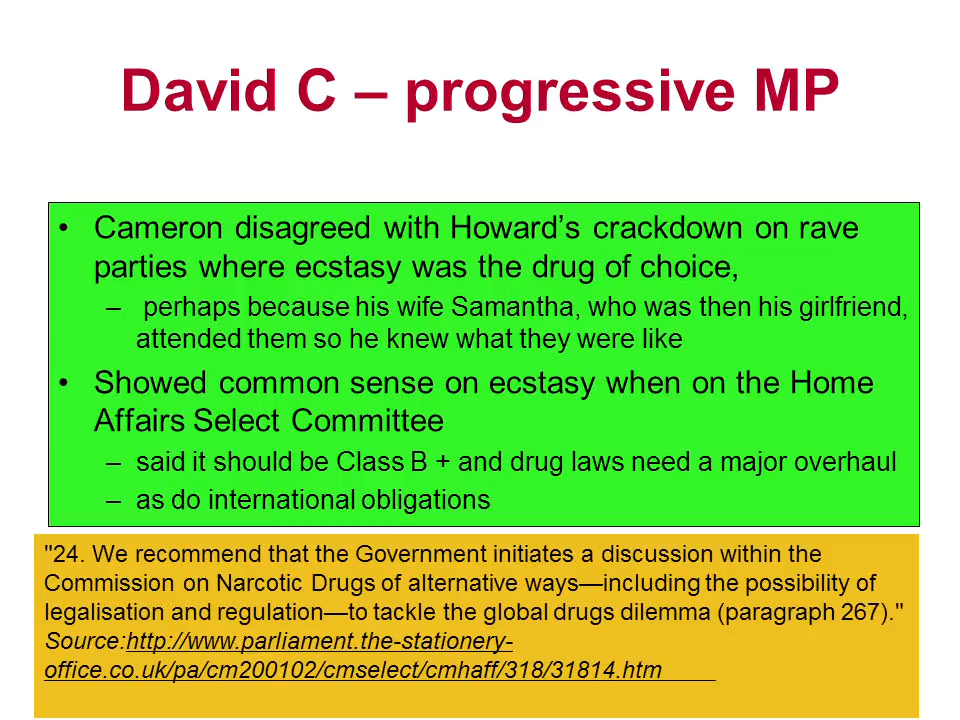 David C – progressive MP
• Cameron disagreed with Howard’s crackdown on rave
parties where ecstasy was the drug of choice,
– perhaps because his wife Samantha, who was then his girlfriend,
attended them so he knew what they were like
• Showed common sense on ecstasy when on the Home
Affairs Select Committee
– said it should be Class B + and drug laws need a major overhaul
– as do international obligations
"24. We recommend that the Government initiates a discussion within the
Commission on Narcotic Drugs of alternative ways—including the possibility of
legalisation and regulation—to tackle the global drugs dilemma (paragraph 267)."
Source:http://www.parliament.the-stationery-
office.co.uk/pa/cm200102/cmselect/cmhaff/318/31814.htm